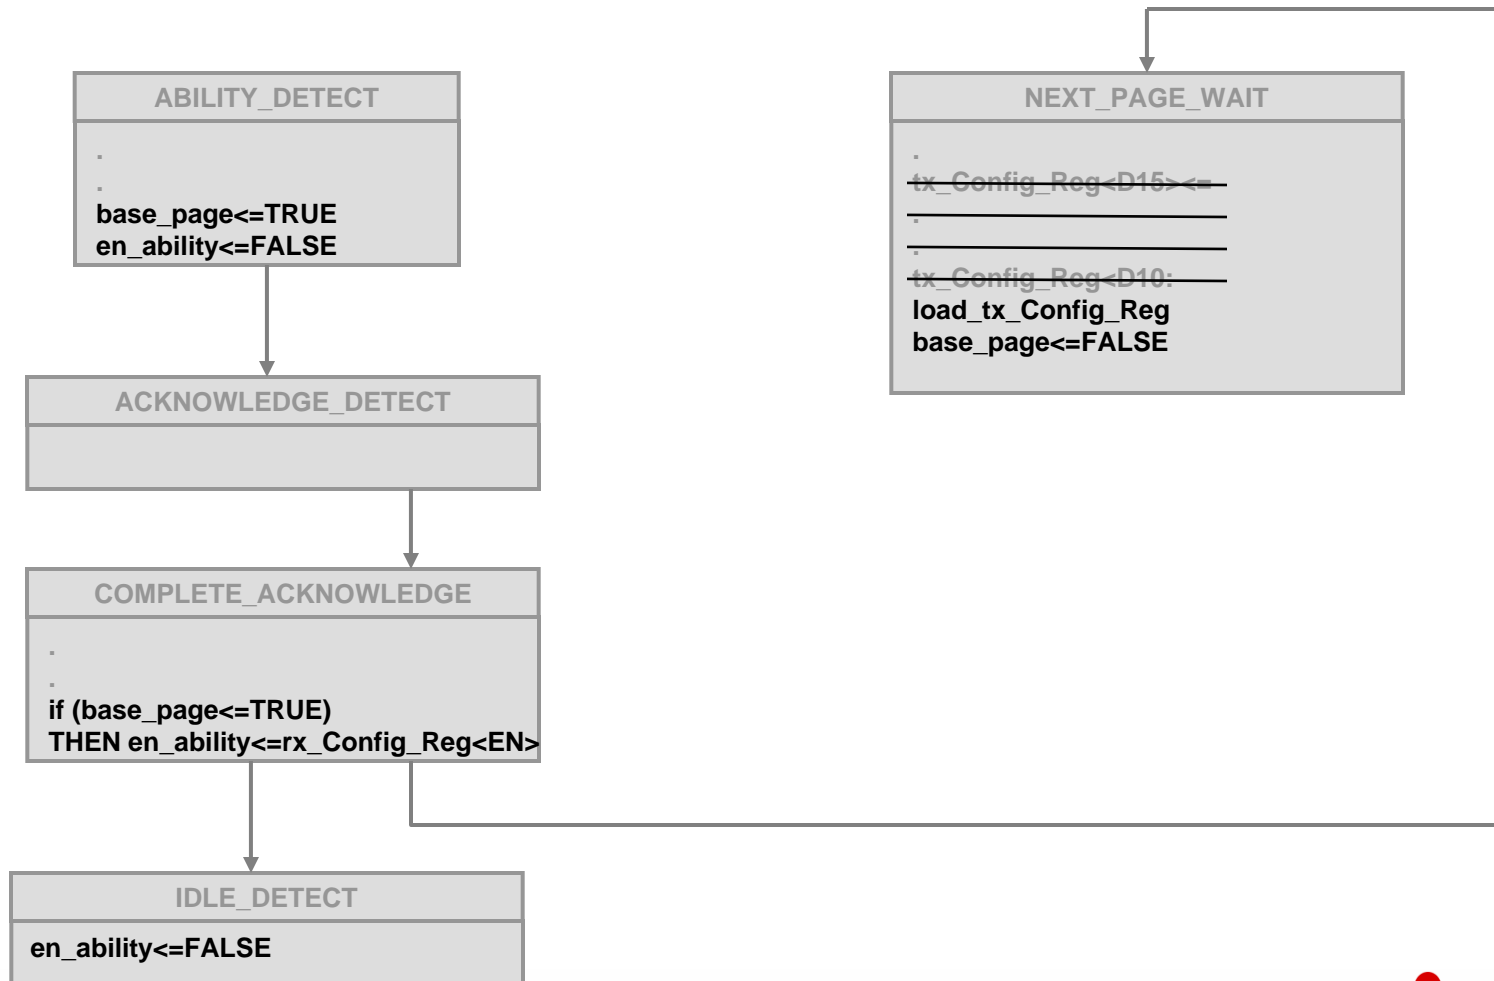 ABILITY_DETECT
.
.
base_page<=TRUE
en_ability<=FALSE
ACKNOWLEDGE_DETECT
COMPLETE_ACKNOWLEDGE
.
.
if (base_page<=TRUE)
THEN en_ability<=rx_Config_Reg<EN>
IDLE_DETECT
en_ability<=FALSE
NEXT_PAGE_WAIT
.
tx_Config_Reg<D15><=
.
.
tx_Config_Reg<D10:
load_tx_Config_Reg
base_page<=FALSE